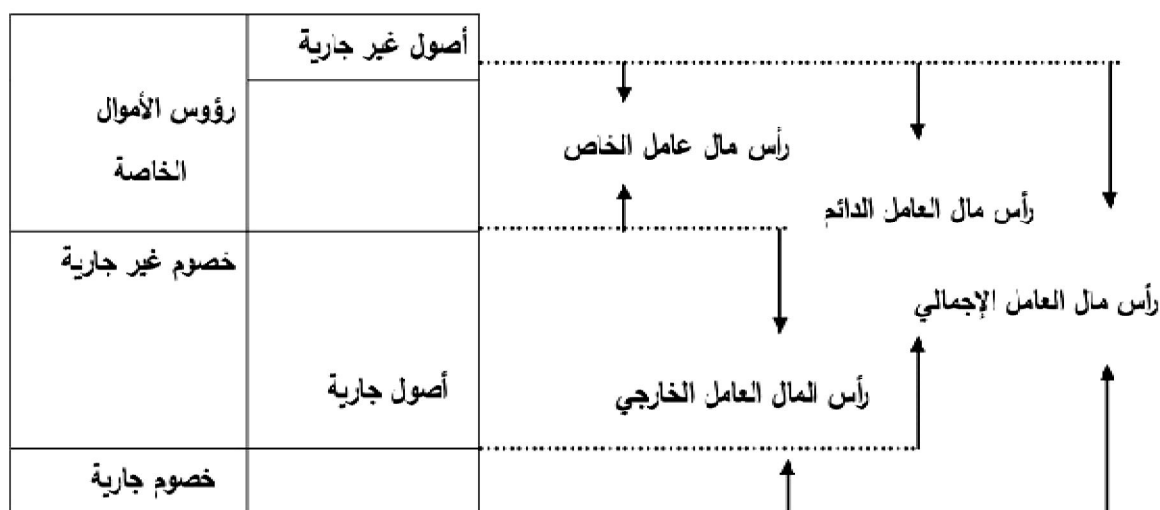 أصول غير جارية
رؤوس الأموال
الخاصة
رأس مال عامل الخاص
رأس مال العامل الدائم
خصوم غير جارية
رأس مال العامل الإجمالي
أصول جارية
رأس المال العامل الخارجي
خصوم جارية